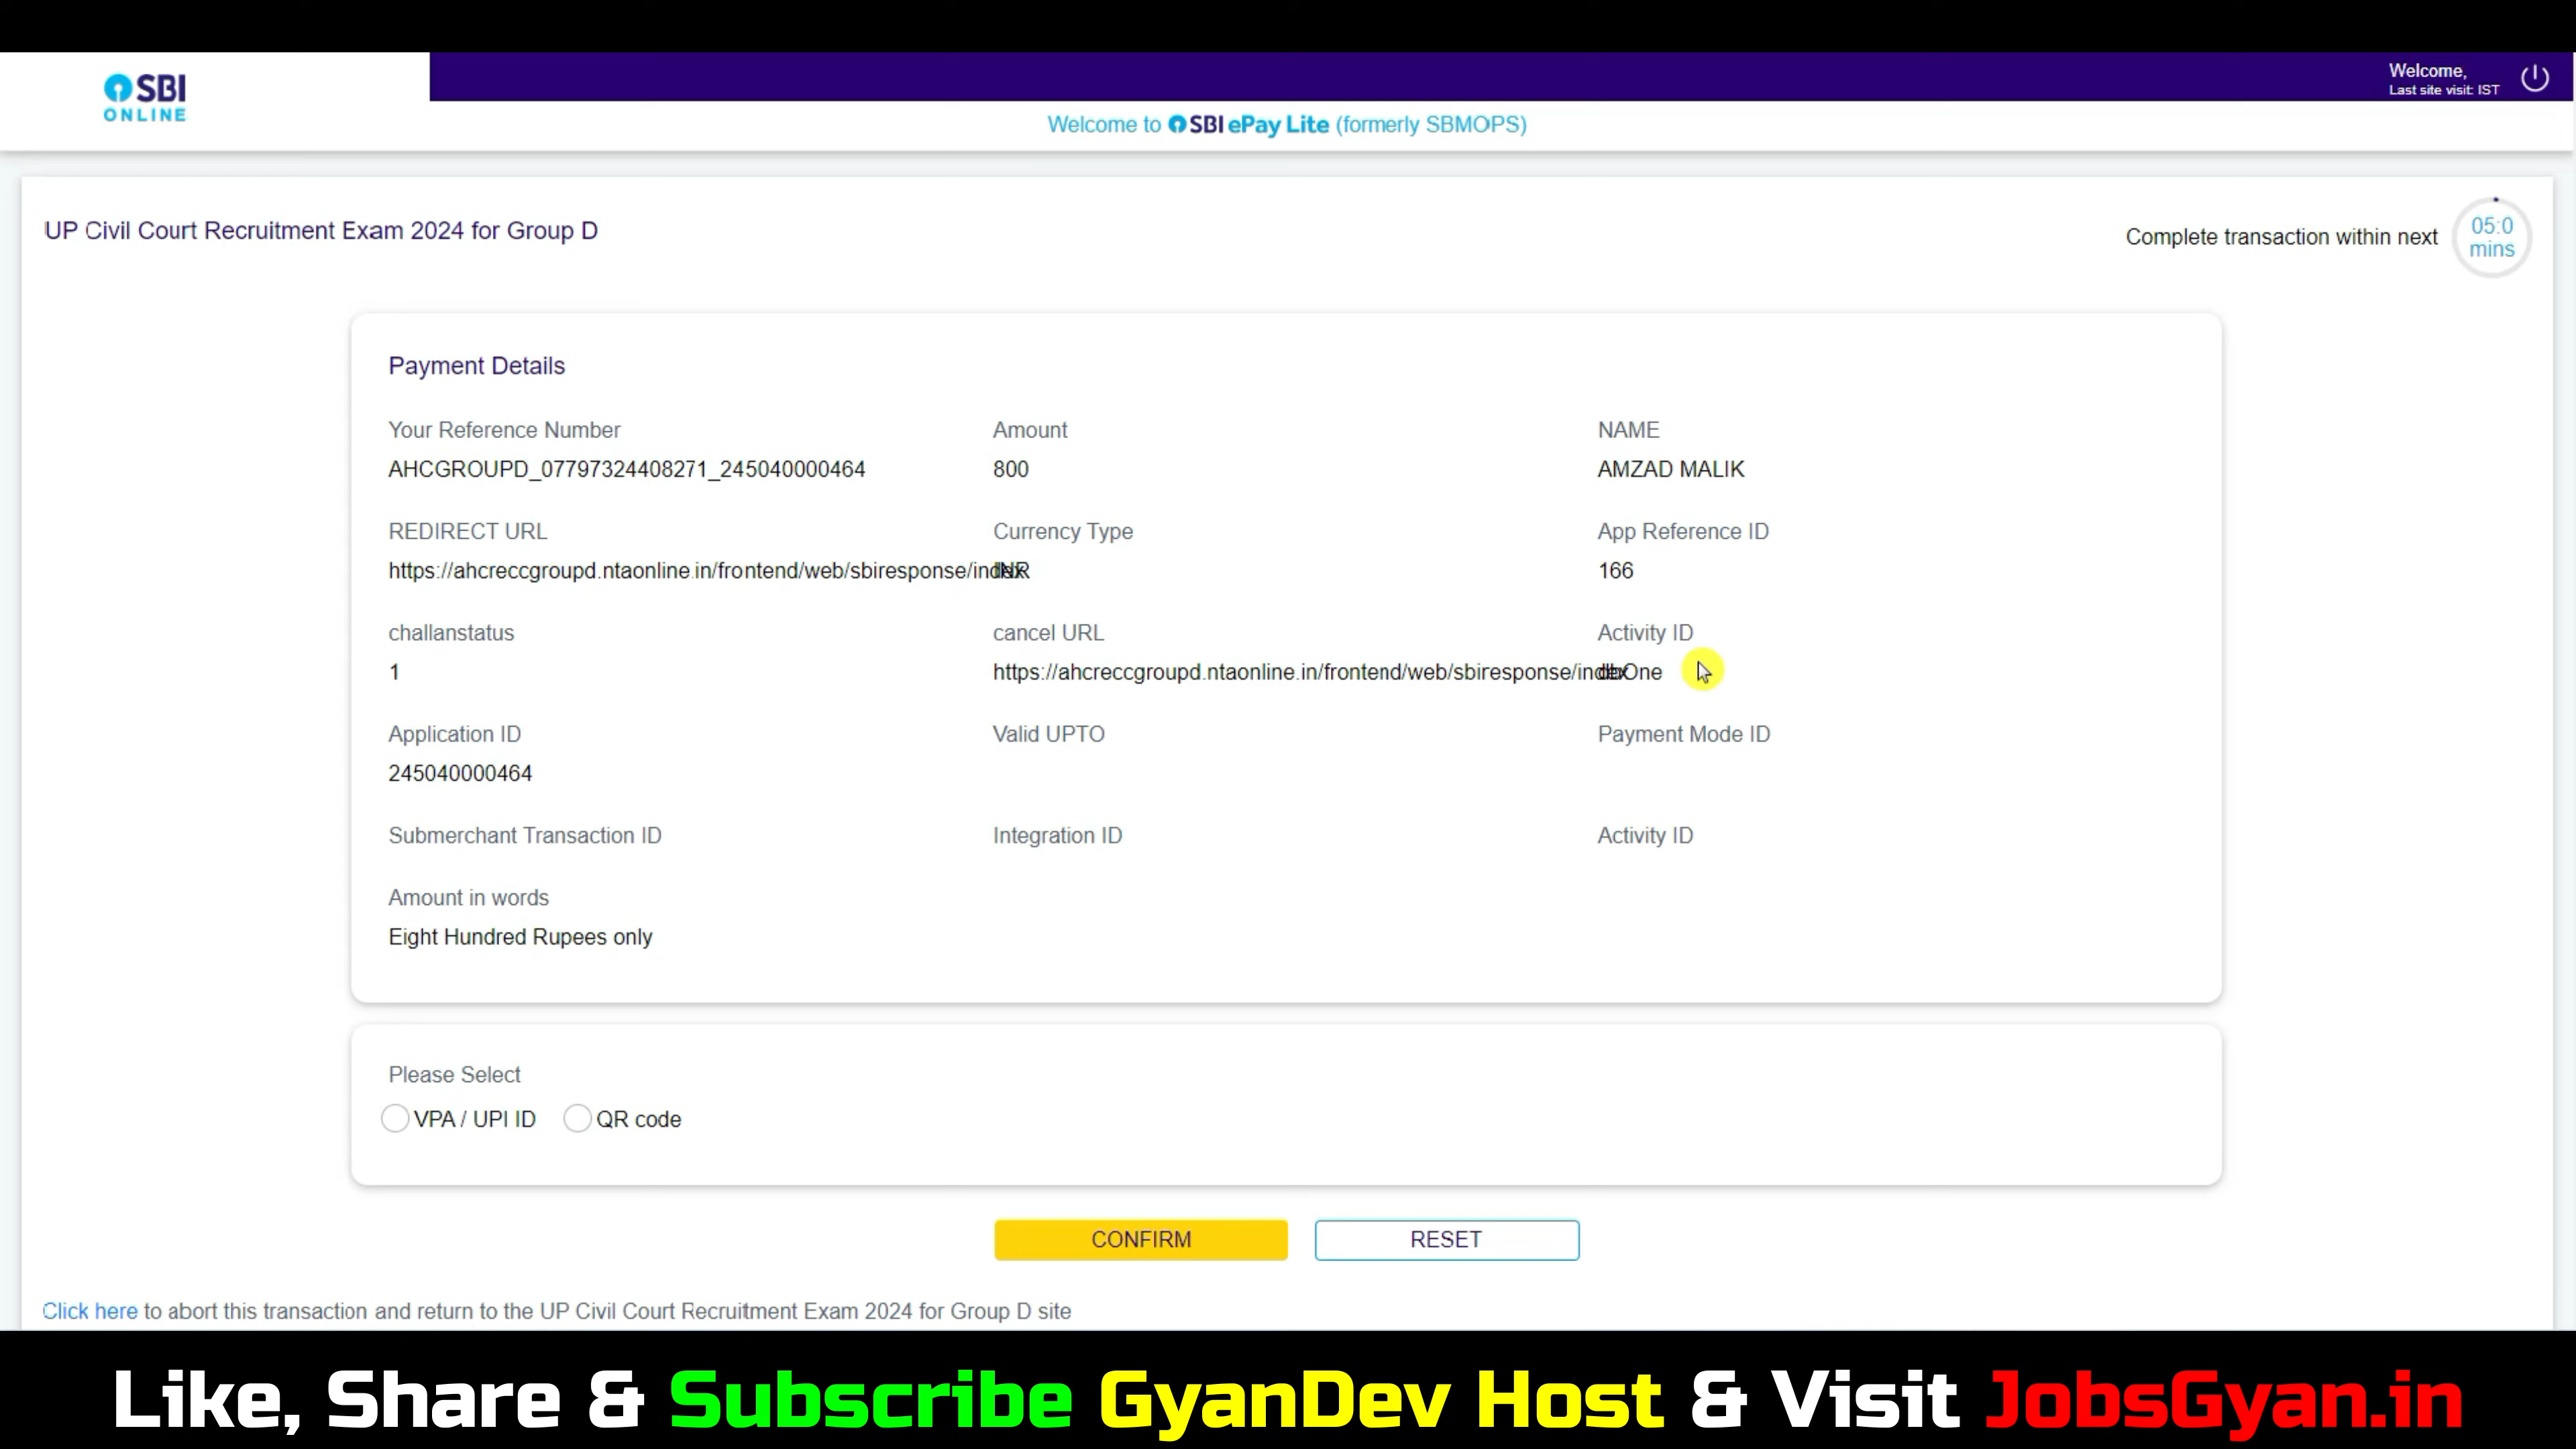 SBI
ONLINE
Welcome,
Last site visit: IST
Welcome to SBI ePay Lite (formerly SBMOPS)
UP Civil Court Recruitment Exam 2024 for Group D
Complete transaction within next
05:0
mins
Payment Details
Your Reference Number Amount NAME
AHCGROUPD_07797324408271_245040000464 800 AMZAD MALIK
REDIRECT URL Currency Type App Reference ID
https://ahcreccgroupd.ntaonline.in/frontend/web/sbiresponse/index INR 166
challanstatus cancel URL Activity ID
1 https://ahcreccgroupd.ntaonline.in/frontend/web/sbiresponse/index
Application ID Valid UPTO Payment Mode ID
245040000464
Submerchant Transaction ID Integration ID Activity ID
Amount in words
Eight Hundred Rupees only
Please Select
VPA / UPI ID QR code
CONFIRM RESET
Click here to abort this transaction and return to the UP Civil Court Recruitment Exam 2024 for Group D site
Like, Share & Subscribe GyanDev Host & Visit JobsGyan.in